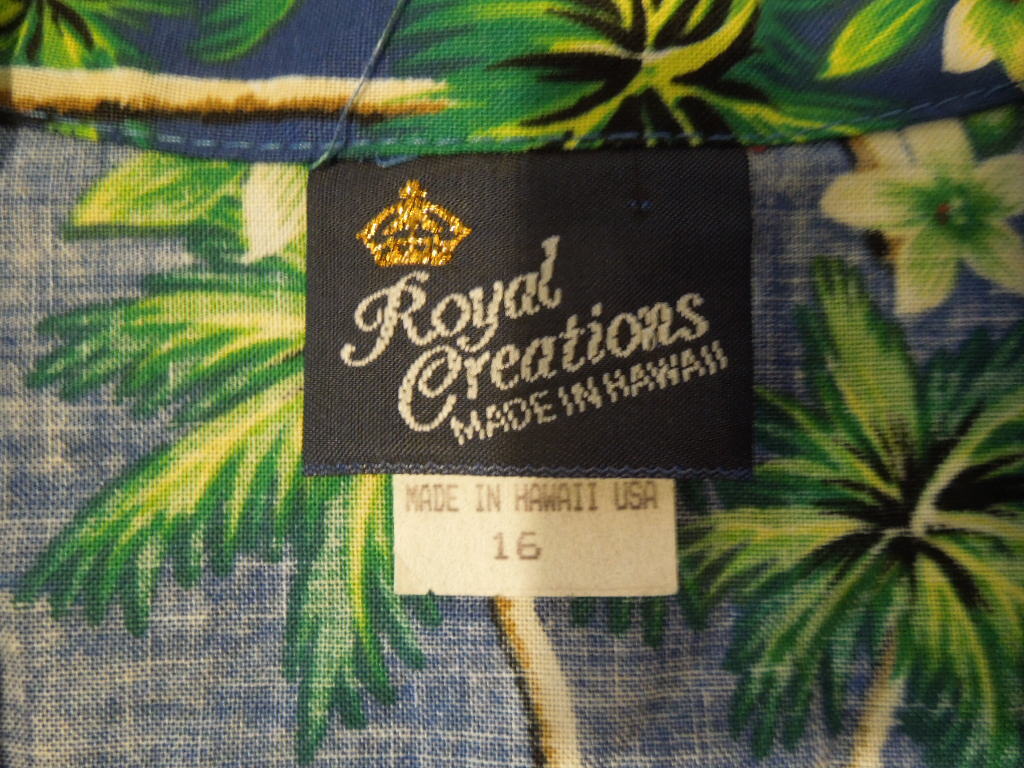 Royal
Creations
MADE IN HAWAII
MADE IN HAWAII USA
16